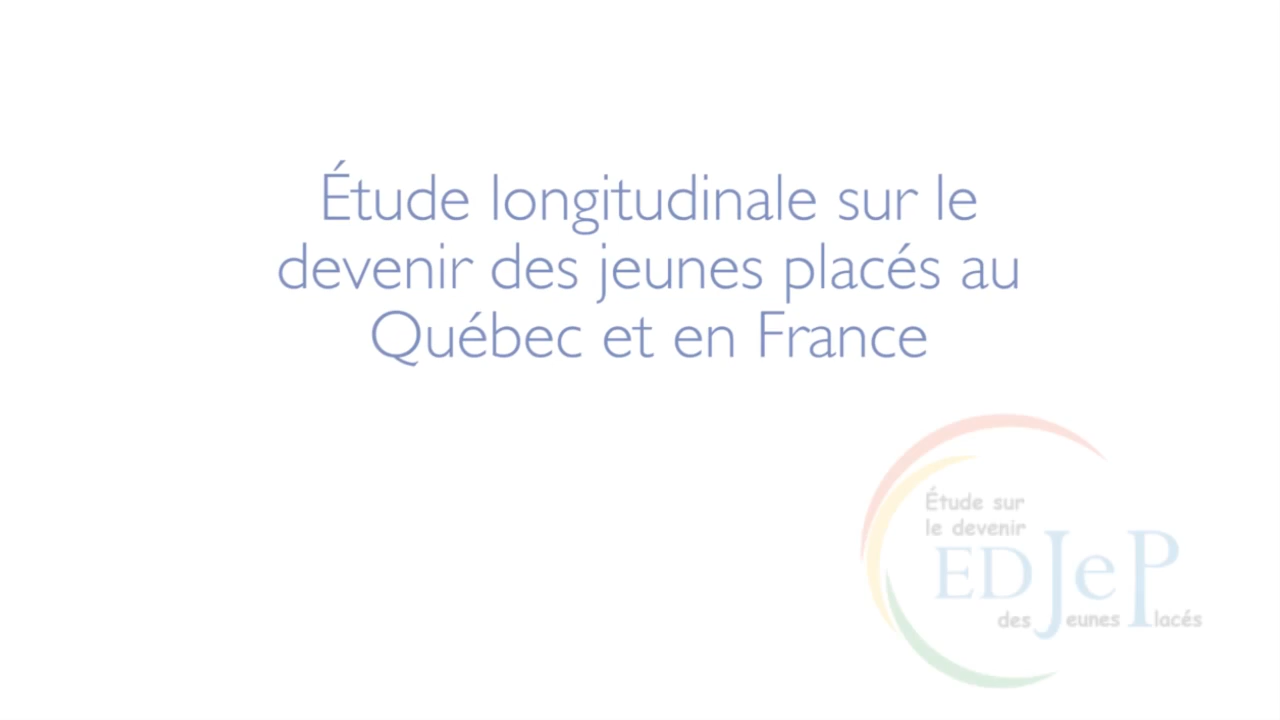 Étude longitudinale sur le
devenir des jeunes placés au
Québec et en France
Étude sur
le devenir
EDJeP
des Jeunes Placés